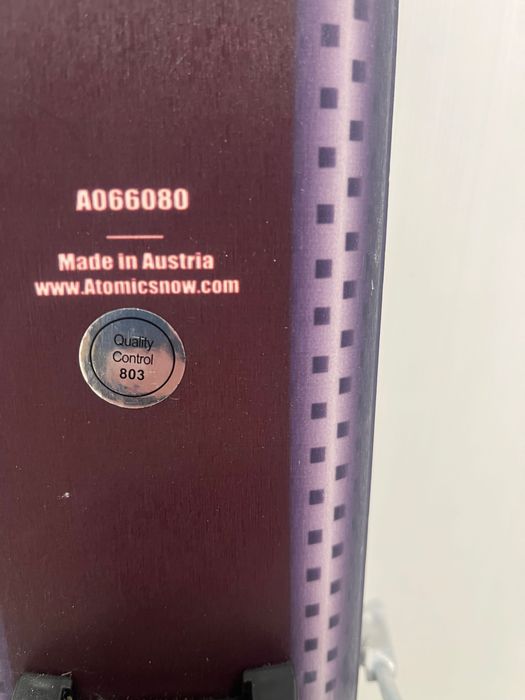 A066080
Made in Austria
www.Atomicsnow.com
Quality
Control
803